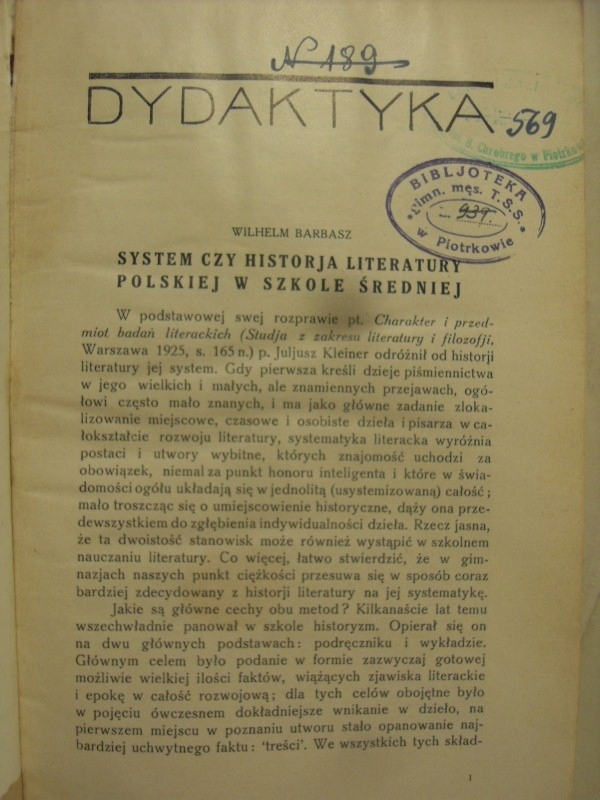 N 189
DYDAKTYKA
569
B. Chrobrego w Piotrkowie
BIBLJOTEKA
Gimn. męs. T. S. S.
939.
w Piotrkowie
WILHELM BARBASZ
SYSTEM CZY HISTORJA LITERATURY
POLSKIEJ W SZKOLE ŚREDNIEJ
W podstawowej swej rozprawie pt. Charakter i przed-
miot badań literackich (Studja z zakresu literatury i filozofji,
Warszawa 1925, s. 165 n.) p. Juljusz Kleiner odróżnił od historji
literatury jej system. Gdy pierwsza kreśli dzieje piśmiennictwa
w jego wielkich i małych, ale znamiennych przejawach, ogó-
łowi często mało znanych, i ma jako główne zadanie zloka-
lizowanie miejscowe, czasowe i osobiste dzieła i pisarza w ca-
łokształcie rozwoju literatury, systematyka literacka wyróżnia
postaci i utwory wybitne, których znajomość uchodzi za
obowiązek, niemal za punkt honoru inteligenta i które w świa-
domości ogółu układają się w jednolitą (usystemizowaną) całość;
mało troszcząc się o umiejscowienie historyczne, dąży ona prze-
dewszystkiem do zgłębienia indywidualności dzieła. Rzecz jasna,
że ta dwoistość stanowisk może również wystąpić w szkolnem
nauczaniu literatury. Co więcej, łatwo stwierdzić, że w gim-
nazjach naszych punkt ciężkości przesuwa się w sposób coraz
bardziej zdecydowany z historji literatury na jej systematykę.
Jakie są główne cechy obu metod? Kilkanaście lat temu
wszechwładnie panował w szkole historyzm. Opierał się on
na dwu głównych podstawach: podręczniku i wykładzie.
Głównym celem było podanie w formie zazwyczaj gotowej
możliwie wielkiej ilości faktów, wiążących zjawiska literackie
i epokę w całość rozwojową; dla tych celów obojętne było
w pojęciu ówczesnem dokładniejsze wnikanie w dzieło, na
pierwszem miejscu w poznaniu utworu stało opanowanie naj-
bardziej uchwytnego faktu: 'treści'. We wszystkich tych skład-
1